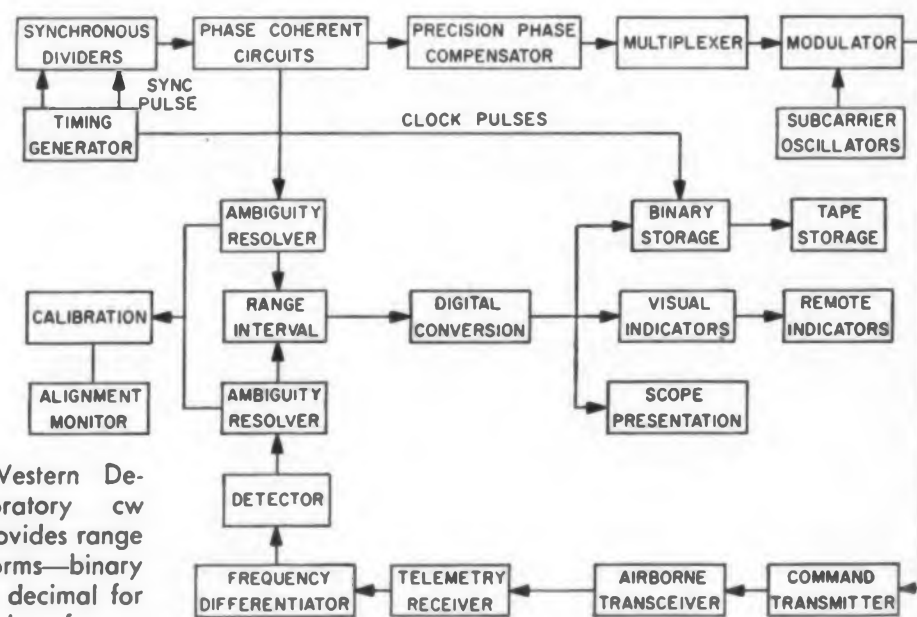 SYNCHRONOUS
DIVIDERS
PHASE COHERENT
CIRCUITS
PRECISION PHASE
COMPENSATOR
MULTIPLEXER
MODULATOR
SYNC
PULSE
TIMING
GENERATOR
CLOCK PULSES
SUBCARRIER
OSCILLATORS
AMBIGUITY
RESOLVER
BINARY
STORAGE
TAPE
STORAGE
CALIBRATION
RANGE
INTERVAL
DIGITAL
CONVERSION
VISUAL
INDICATORS
REMOTE
INDICATORS
ALIGNMENT
MONITOR
AMBIGUITY
RESOLVER
SCOPE
PRESENTATION
DETECTOR
FREQUENCY
DIFFERENTIATOR
TELEMETRY
RECEIVER
AIRBORNE
TRANSCEIVER
COMMAND
TRANSMITTER
Western De-
oratory cw
ovides range
orms—binary
decimal for